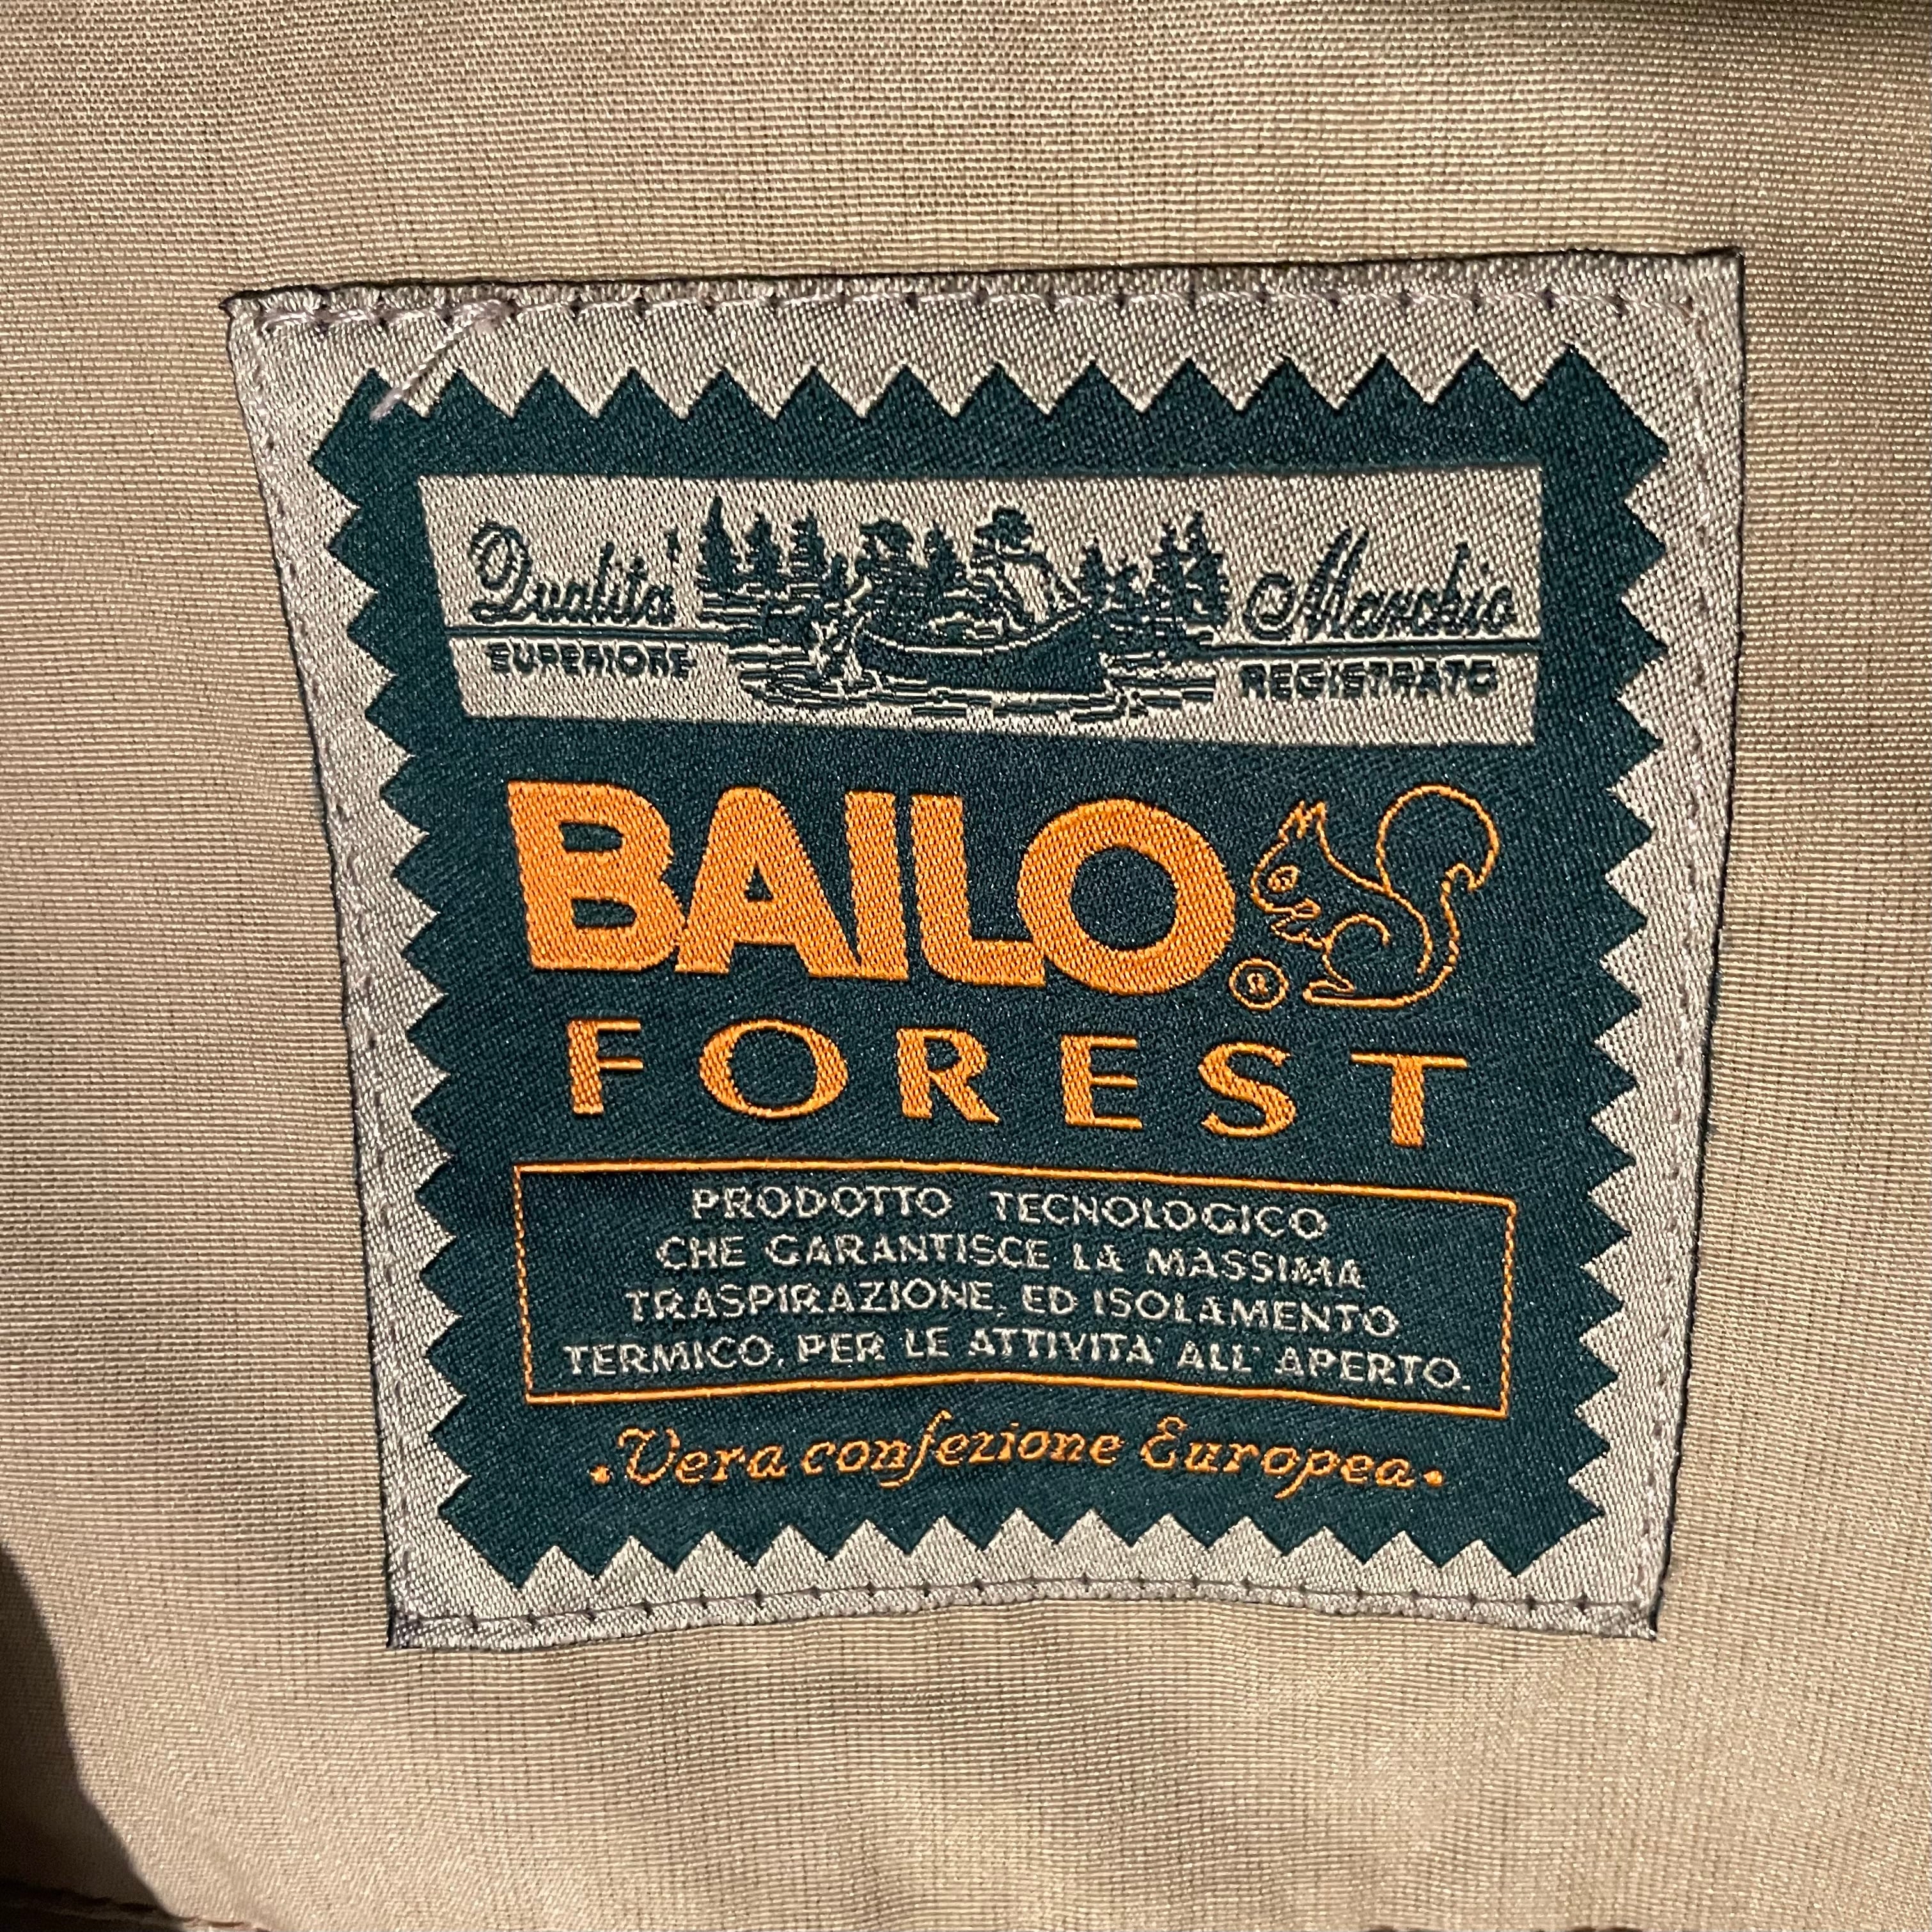 Qualita' Marchio
SUPERIORE REGISTRATO
BAILO ®
FOREST
PRODOTTO TECNOLOGICO
CHE GARANTISCE LA MASSIMA
TRASPIRAZIONE, ED ISOLAMENTO
TERMICO, PER LE ATTIVITA' ALL' APERTO.
•Vera confezione Europea•